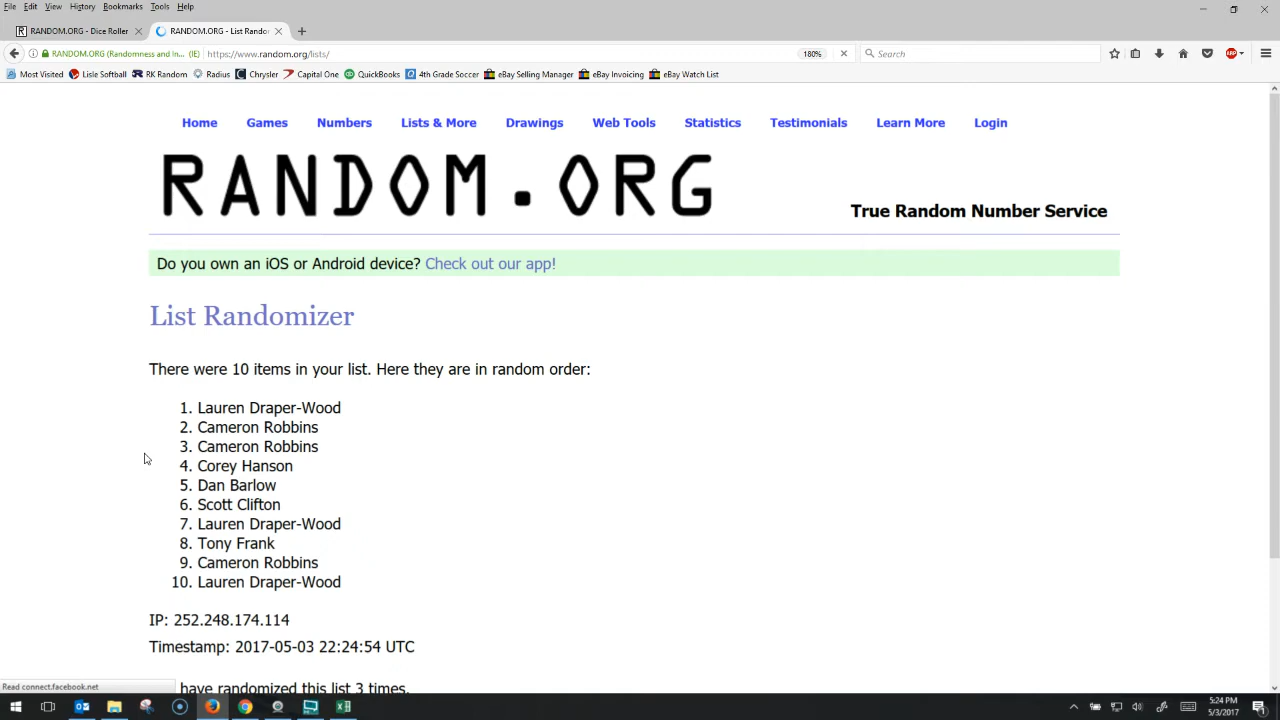 File Edit View History Bookmarks Tools Help
RANDOM.ORG - Dice Roller
RANDOM.ORG - List Rando
RANDOM.ORG (Randomness and In... (IE) https://www.random.org/lists/ 180% Search
Most Visited Lisle Softball RK Random Radius Chrysler Capital One QuickBooks 4th Grade Soccer eBay Selling Manager eBay Invoicing eBay Watch List
Home Games Numbers Lists & More Drawings Web Tools Statistics Testimonials Learn More Login
RANDOM.ORG
True Random Number Service
Do you own an iOS or Android device? Check out our app!
List Randomizer
There were 10 items in your list. Here they are in random order:
1. Lauren Draper-Wood
2. Cameron Robbins
3. Cameron Robbins
4. Corey Hanson
5. Dan Barlow
6. Scott Clifton
7. Lauren Draper-Wood
8. Tony Frank
9. Cameron Robbins
10. Lauren Draper-Wood
IP: 252.248.174.114
Timestamp: 2017-05-03 22:24:54 UTC
have randomized this list 3 times.
Read connect.facebook.net
5:24 PM
5/3/2017